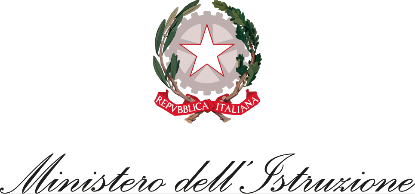 REPVBBLICA ITALIANA
Ministero dell'Istruzione